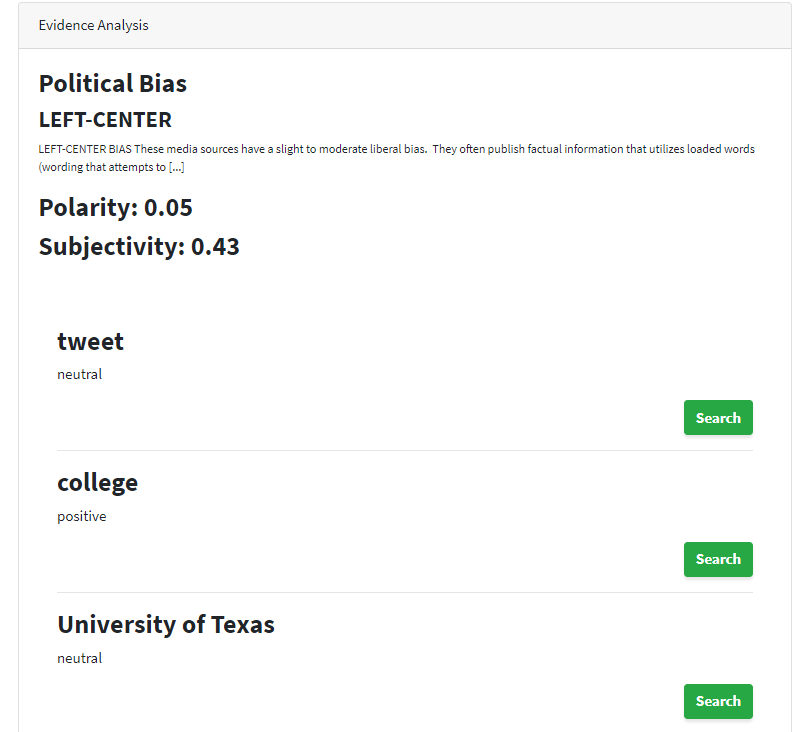 Evidence Analysis
Political Bias
LEFT-CENTER
LEFT-CENTER BIAS These media sources have a slight to moderate liberal bias.  They often publish factual information that utilizes loaded words
(wording that attempts to [...]
Polarity: 0.05
Subjectivity: 0.43
tweet
neutral
Search
college
positive
Search
University of Texas
neutral
Search